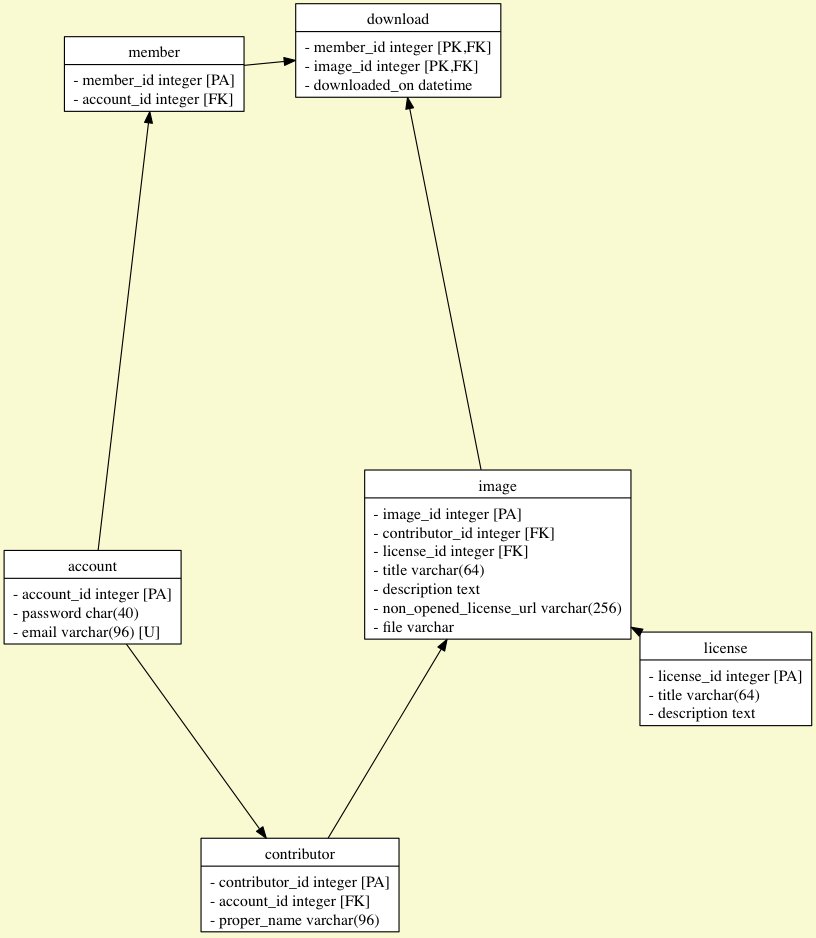 download
- member_id integer [PK,FK]
- image_id integer [PK,FK]
- downloaded_on datetime
member
- member_id integer [PA]
- account_id integer [FK]
image
- image_id integer [PA]
- contributor_id integer [FK]
- license_id integer [FK]
- title varchar(64)
- description text
- non_opened_license_url varchar(256)
- file varchar
account
- account_id integer [PA]
- password char(40)
- email varchar(96) [U]
license
- license_id integer [PA]
- title varchar(64)
- description text
contributor
- contributor_id integer [PA]
- account_id integer [FK]
- proper_name varchar(96)